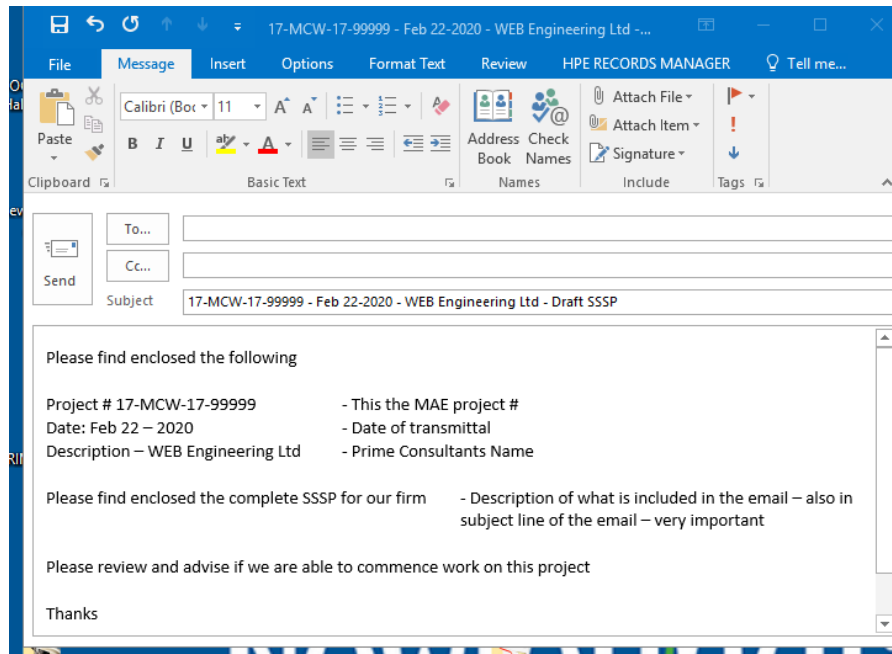 17-MCW-17-99999 - Feb 22-2020 - WEB Engineering Ltd -...
File Message Insert Options Format Text Review HPE RECORDS MANAGER Tell me...
Paste
Clipboard
Calibri (Boc 11
B I U
Basic Text
Address Book
Check Names
Names
Attach File
Attach Item
Signature
Include
Tags
Send
To...
Cc...
Subject 17-MCW-17-99999 - Feb 22-2020 - WEB Engineering Ltd - Draft SSSP
Please find enclosed the following
Project # 17-MCW-17-99999 - This the MAE project #
Date: Feb 22 – 2020 - Date of transmittal
Description – WEB Engineering Ltd - Prime Consultants Name
Please find enclosed the complete SSSP for our firm - Description of what is included in the email – also in
subject line of the email – very important
Please review and advise if we are able to commence work on this project
Thanks